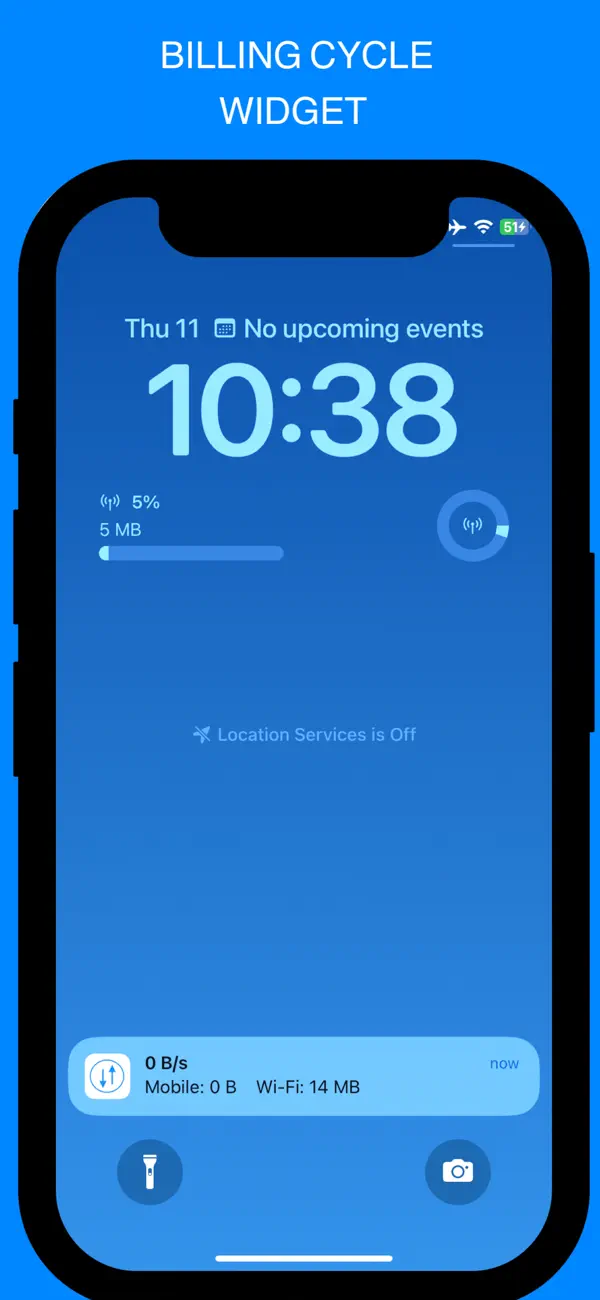 BILLING CYCLE
WIDGET
51
Thu 11 No upcoming events
10:38
5%
5 MB
Location Services is Off
0 B/s
now
Mobile: 0 B Wi-Fi: 14 MB